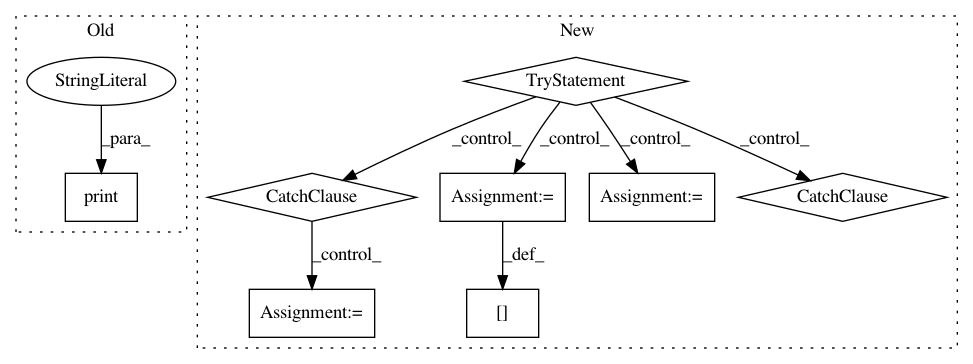 Old
New
StringLiteral
TryStatement
_para_
_control_
_control_
_control_
_control_
print
CatchClause
Assignment:=
Assignment:=
CatchClause
_control_
_def_
Assignment:=
[]